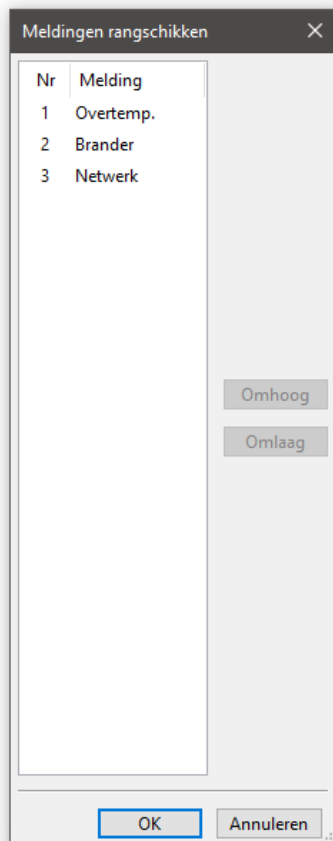 Meldingen rangschikken
Nr Melding
1 Overtemp.
2 Brander
3 Netwerk
Omhoog
Omlaag
OK Annuleren